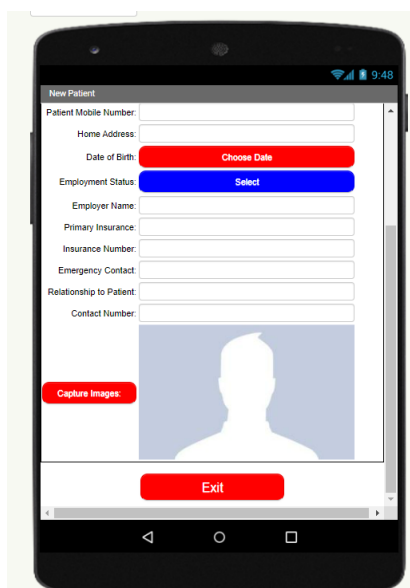 9:48
New Patient
Patient Mobile Number:
Home Address:
Date of Birth: Choose Date
Employment Status: Select
Employer Name:
Primary Insurance:
Insurance Number:
Emergency Contact:
Relationship to Patient:
Contact Number:
Capture Images:
Exit